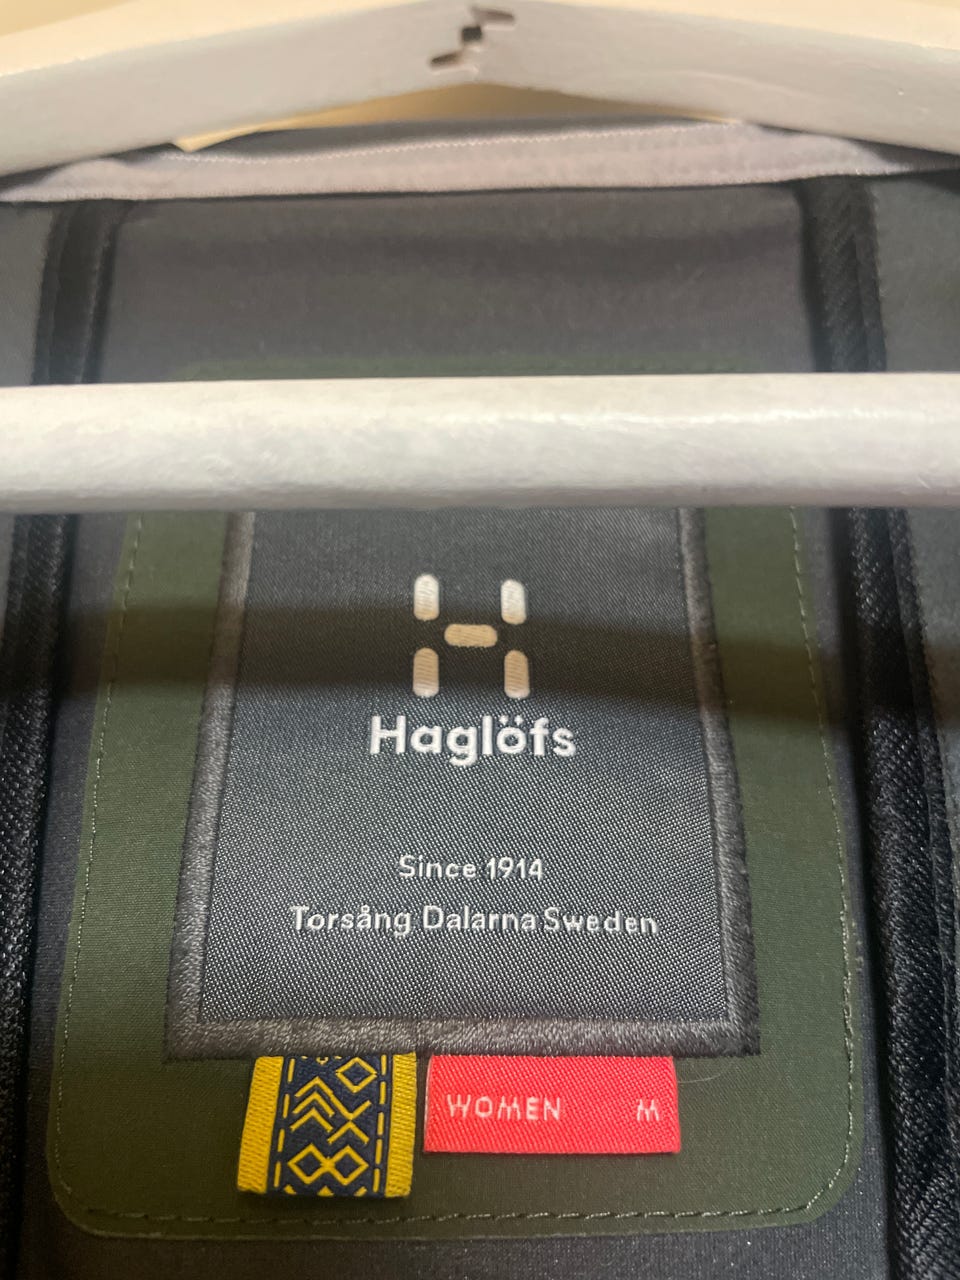 Haglöfs
Since 1914
Torsång Dalarna Sweden
WOMEN M